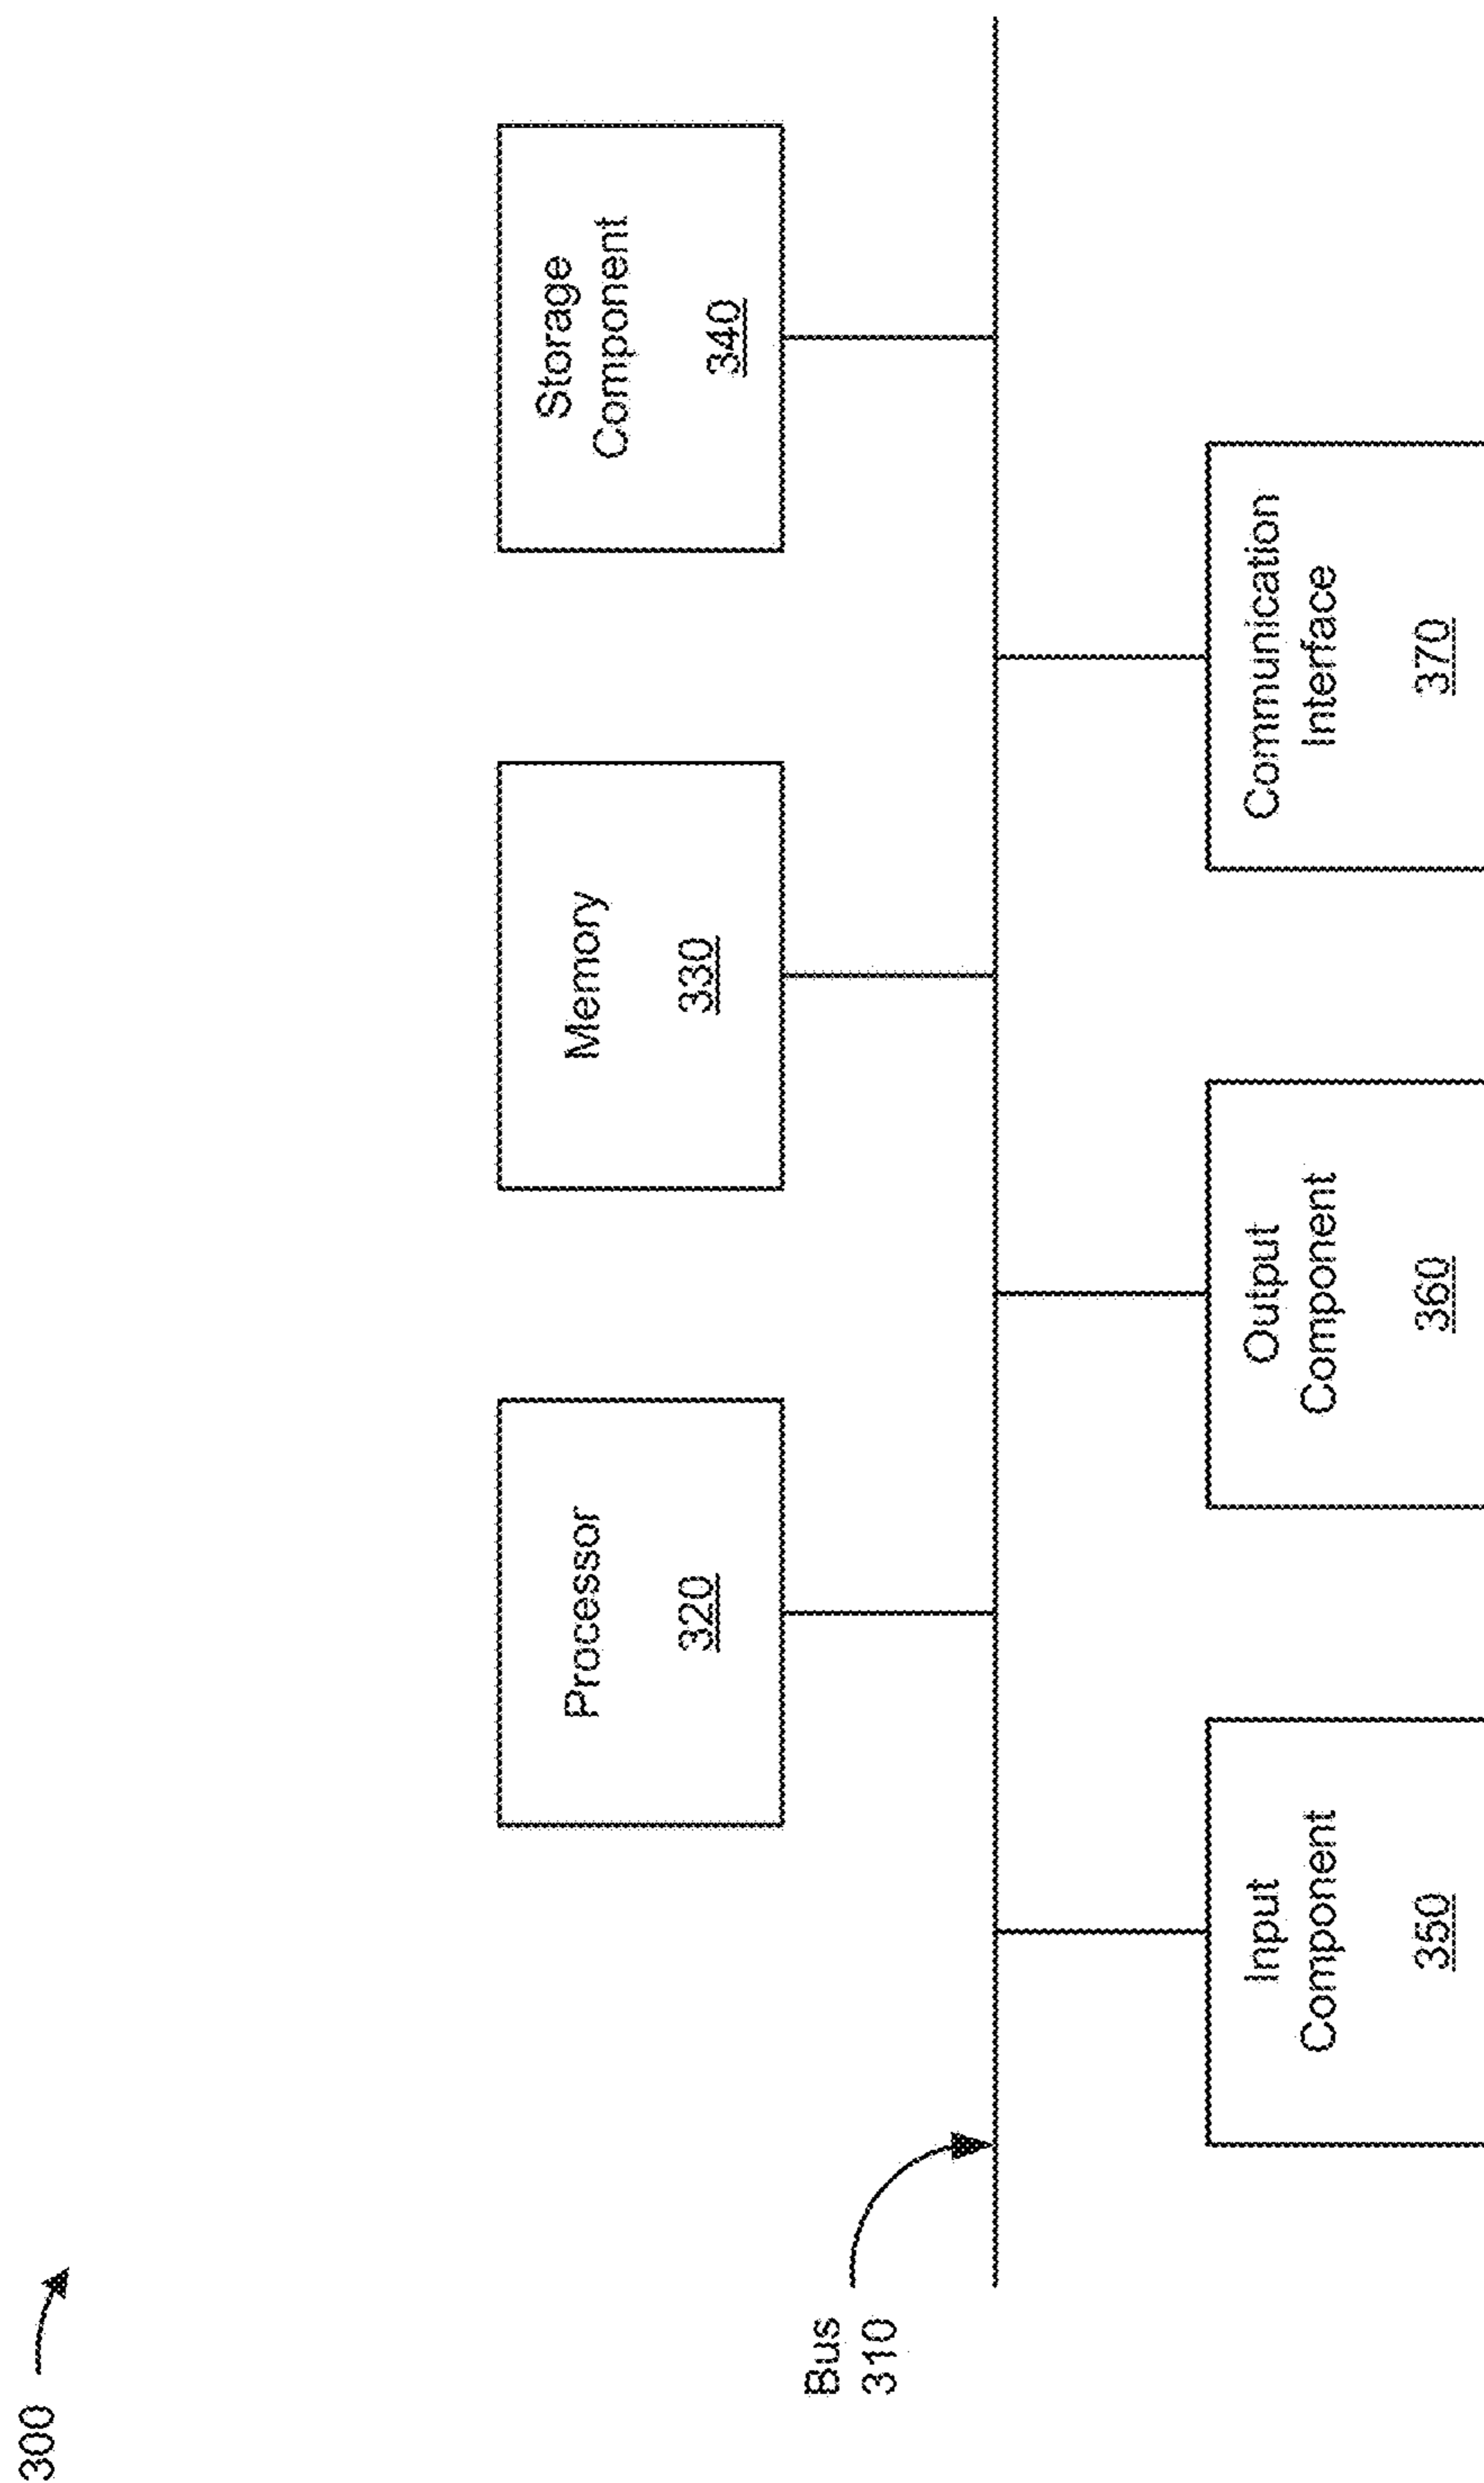 300
Processor
320
Memory
330
Storage
Component
340
Bus
310
Input
Component
350
Output
Component
360
Communication
Interface
370